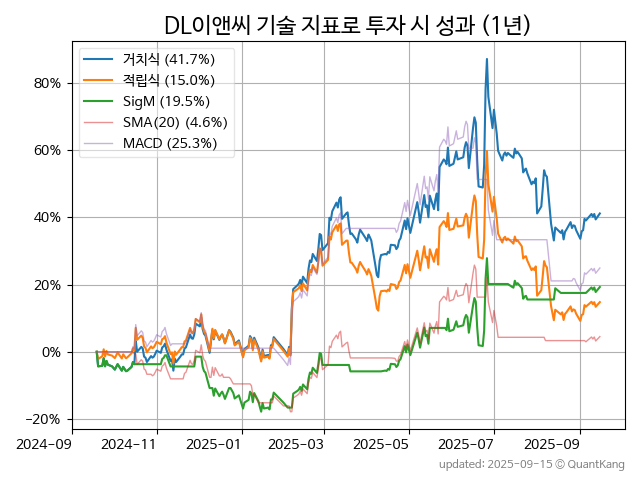 DL이앤씨 기술 지표로 투자 시 성과 (1년)
거치식 (41.7%)
적립식 (15.0%)
SigM (19.5%)
SMA(20) (4.6%)
MACD (25.3%)
80%
60%
40%
20%
0%
−20%
2024-09
2024-11
2025-01
2025-03
2025-05
2025-07
2025-09
updated: 2025-09-15 © QuantKang